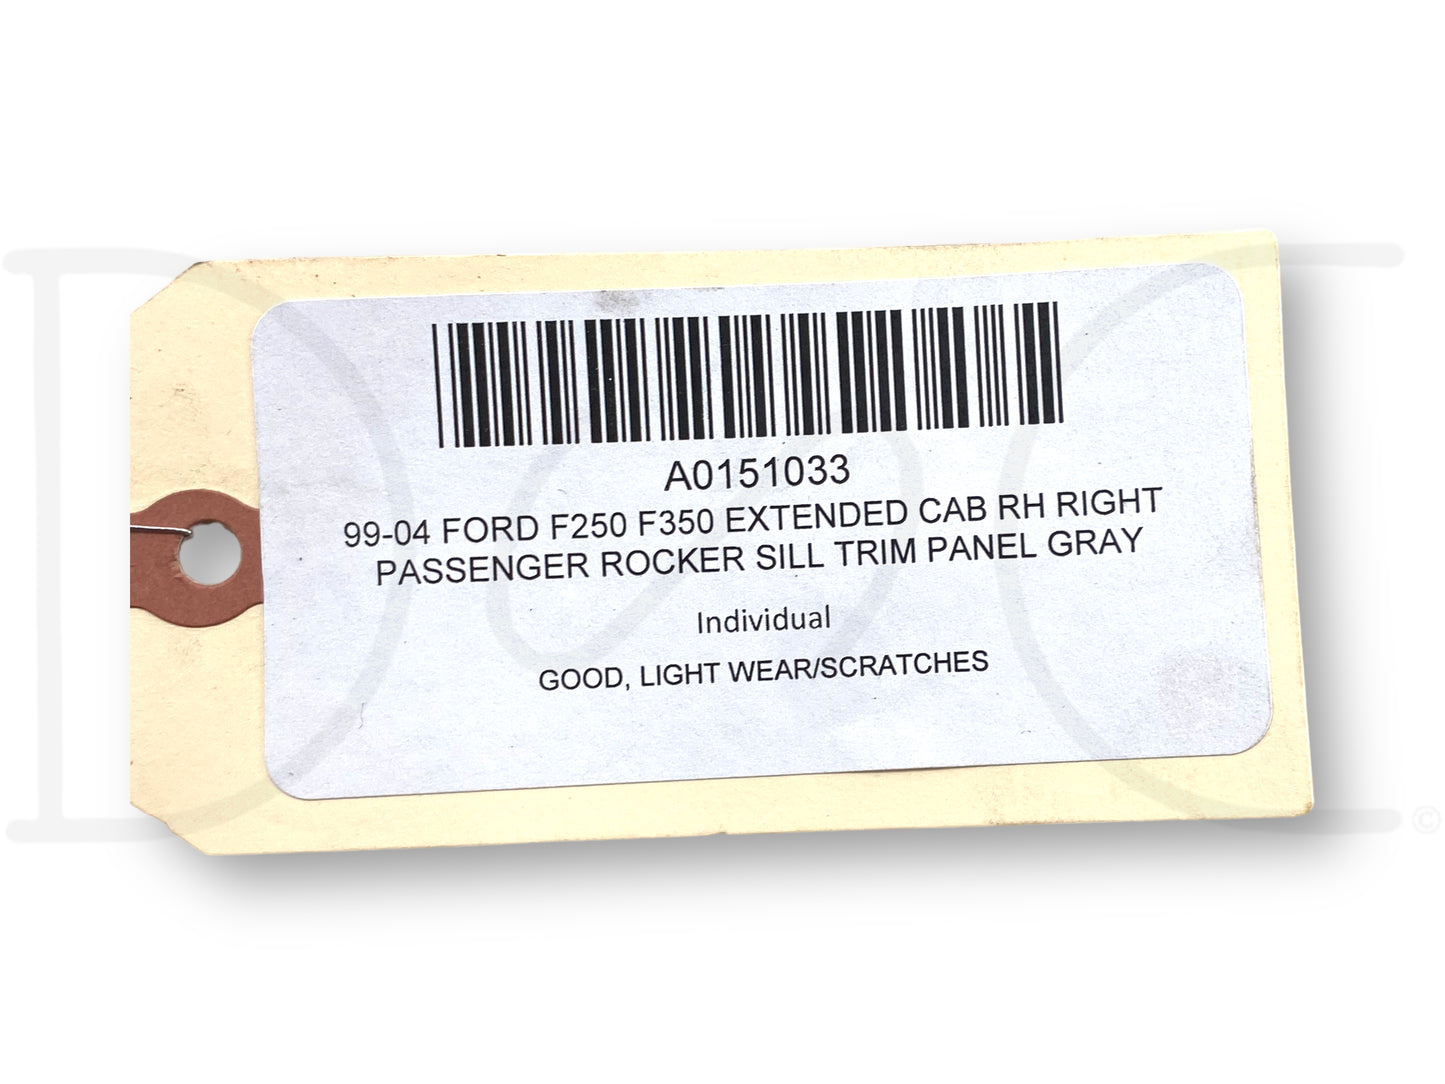 A0151033
99-04 FORD F250 F350 EXTENDED CAB RH RIGHT
PASSENGER ROCKER SILL TRIM PANEL GRAY
Individual
GOOD, LIGHT WEAR/SCRATCHES
©